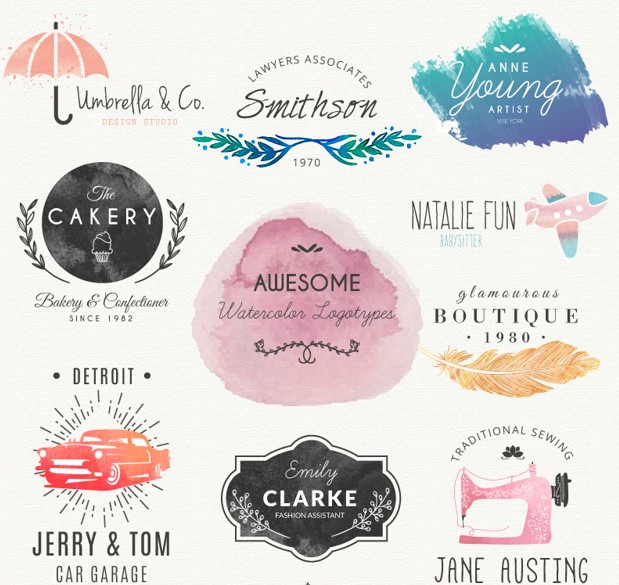 Umbrella & Co.
DESIGN STUDIO
LAWYERS ASSOCIATES
Smithson
1970
ANNE
Young
ARTIST
NEW YORK
The
CAKERY
Bakery & Confectioner
SINCE 1982
AWESOME
Watercolor Logotypes
NATALIE FUN
BABYSITTER
glamourous
BOUTIQUE
• 1980 •
• DETROIT •
JERRY & TOM
CAR GARAGE
Emily
CLARKE
FASHION ASSISTANT
TRADITIONAL SEWING
JANE AUSTING